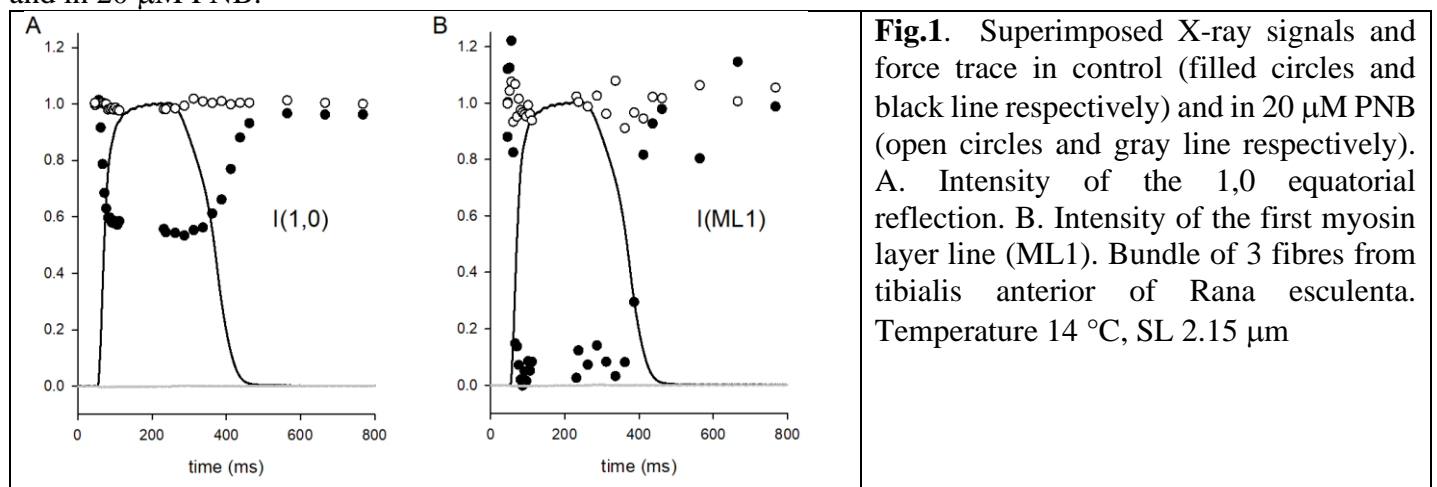 and in 20 μM PNB.
A
1.2
1.0
0.8
0.6
0.4
0.2
0.0
I(1,0)
0 200 400 600 800
time (ms)
B
1.2
1.0
0.8
0.6
0.4
0.2
0.0
I(ML1)
0 200 400 600 800
time (ms)
Fig.1. Superimposed X-ray signals and
force trace in control (filled circles and
black line respectively) and in 20 μM PNB
(open circles and gray line respectively).
A. Intensity of the 1,0 equatorial
reflection. B. Intensity of the first myosin
layer line (ML1). Bundle of 3 fibres from
tibialis anterior of Rana esculenta.
Temperature 14 °C, SL 2.15 μm